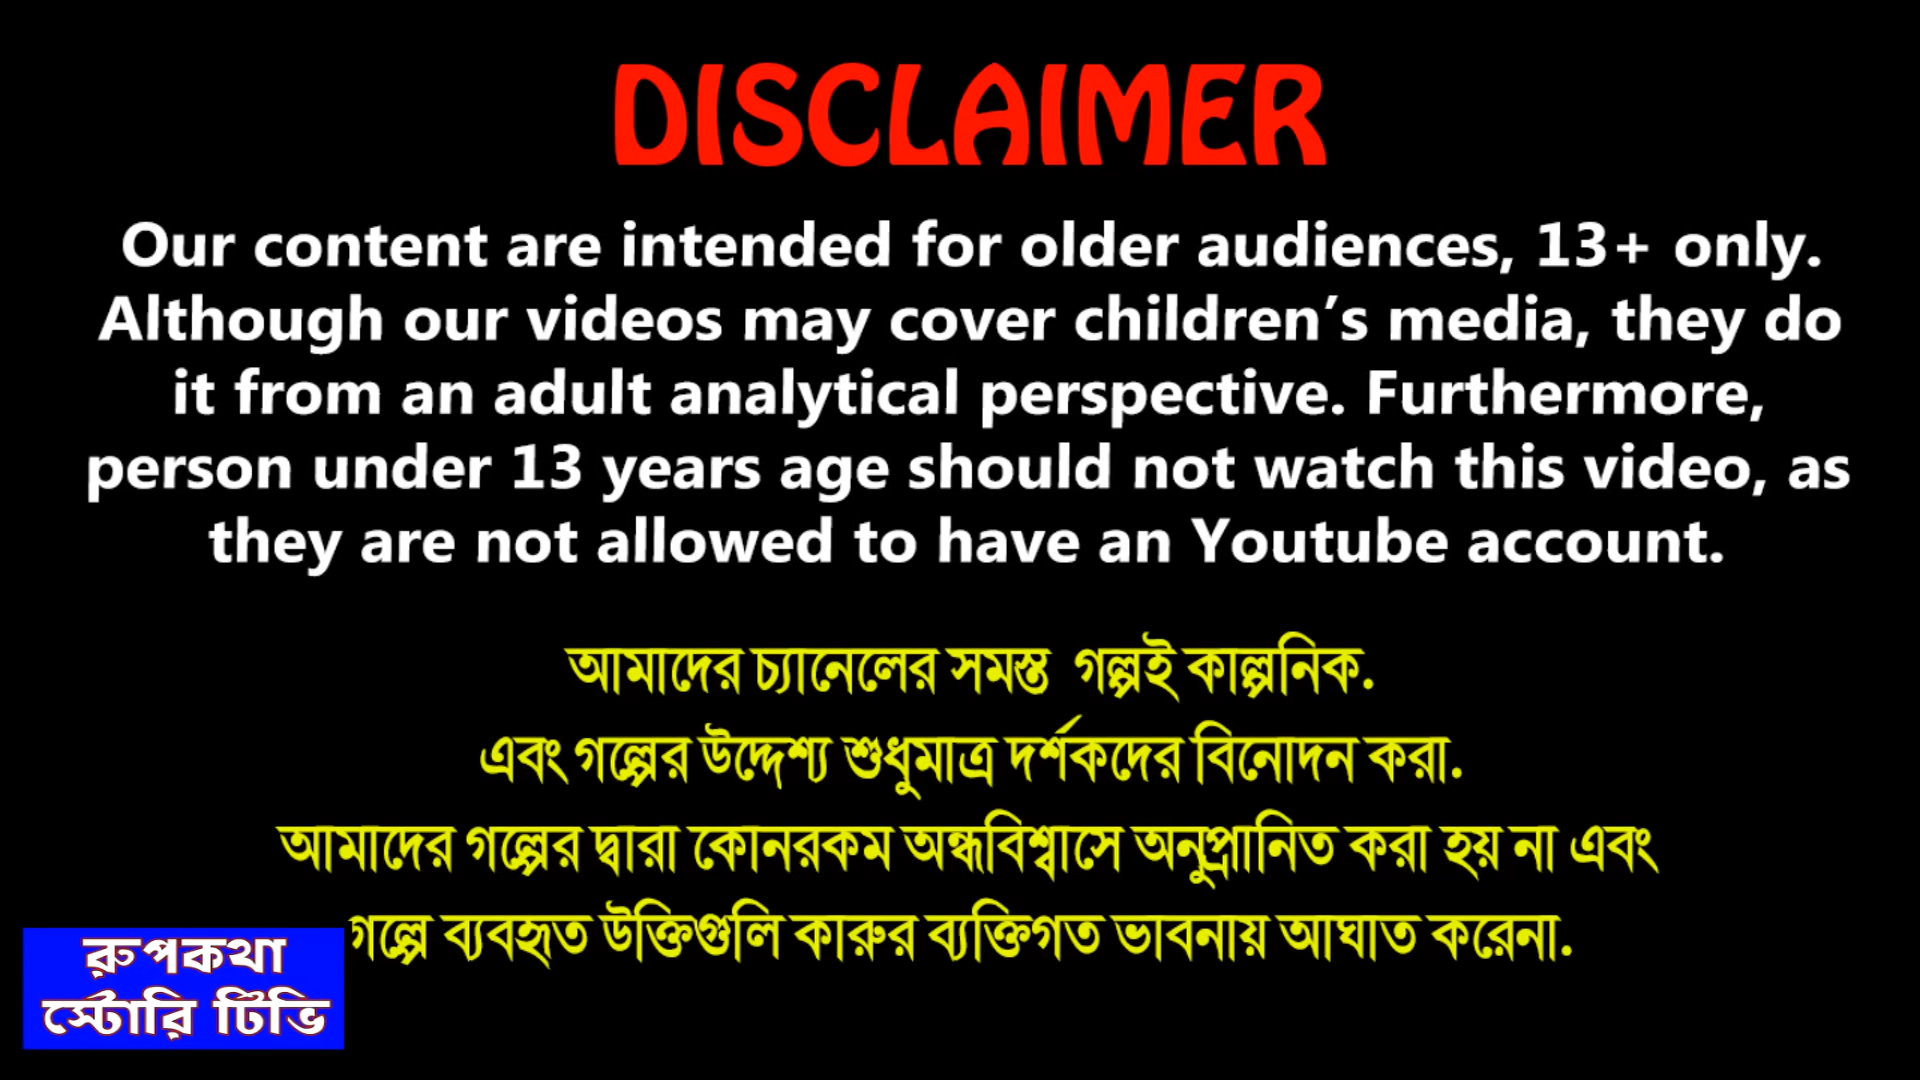 DISCLAIMER
Our content are intended for older audiences, 13+ only.
Although our videos may cover children’s media, they do
it from an adult analytical perspective. Furthermore,
person under 13 years age should not watch this video, as
they are not allowed to have an Youtube account.
আমাদের চ্যানেলের সমস্ত গল্পই কাল্পনিক.
এবং গল্পের উদ্দেশ্য শুধুমাত্র দর্শকদের বিনোদন করা.
আমাদের গল্পের দ্বারা কোনরকম অন্ধবিশ্বাসে অনুপ্রানিত করা হয় না এবং
গল্পে ব্যবহৃত উক্তিগুলি কারুর ব্যক্তিগত ভাবনায় আঘাত করেনা.
রুপকথা
স্টোরি টিভি